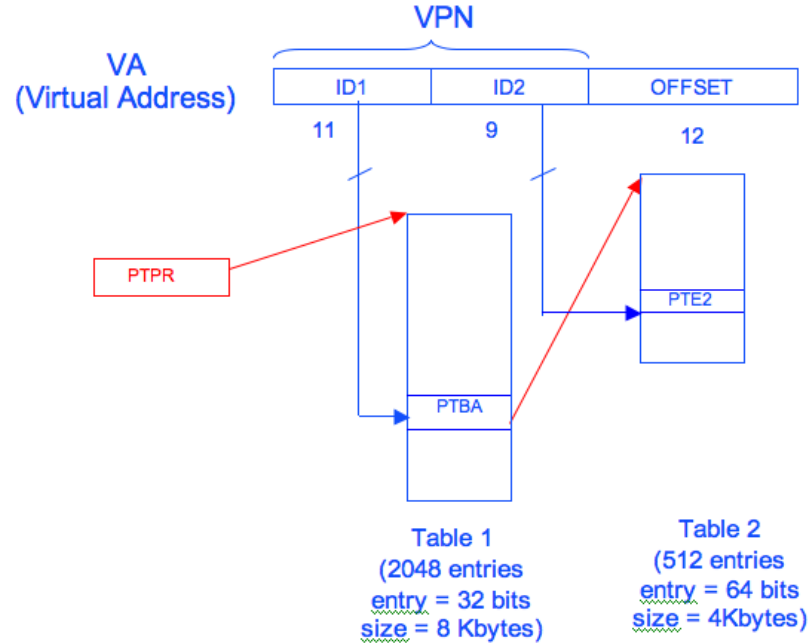 VPN
VA
(Virtual Address)
ID1
ID2
OFFSET
11
9
12
PTPR
PTBA
PTE2
Table 1
(2048 entries
entry = 32 bits
size = 8 Kbytes)
Table 2
(512 entries
entry = 64 bits
size = 4Kbytes)